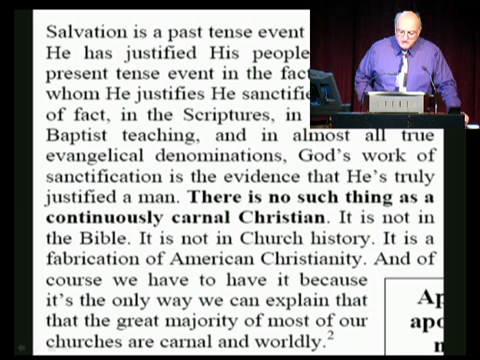 Salvation is a past tense event
He has justified His people
present tense event in the fact
whom He justifies He sanctifie
of fact, in the Scriptures, in
Baptist teaching, and in almost all true
evangelical denominations, God's work of
sanctification is the evidence that He's truly
justified a man. There is no such thing as a
continuously carnal Christian. It is not in
the Bible. It is not in Church history. It is a
fabrication of American Christianity. And of
course we have to have it because
it's the only way we can explain that
that the great majority of most of our
churches are carnal and worldly.²
Ap
apo